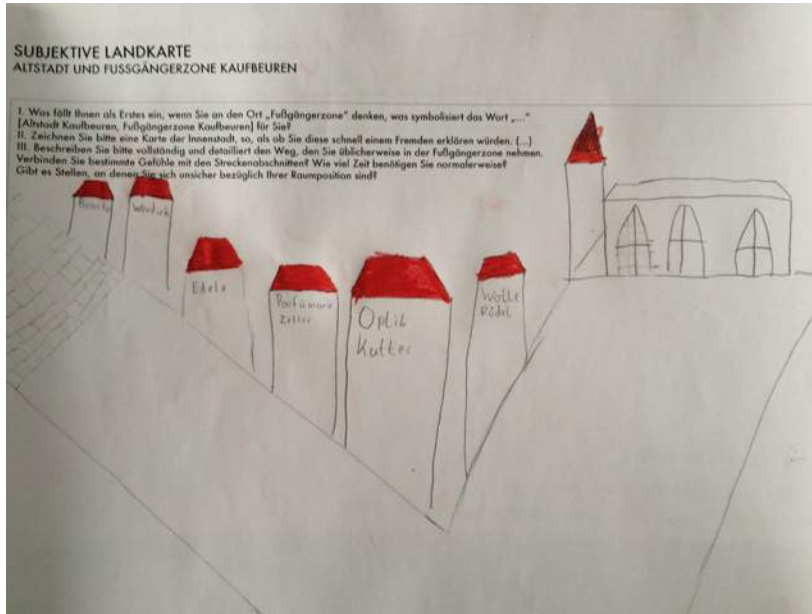 SUBJEKTIVE LANDKARTE
ALTSTADT UND FUSSGÄNGERZONE KAUFBEUREN
I. Was fällt Ihnen als Erstes ein, wenn Sie an den Ort „Fußgängerzone" denken, was symbolisiert das Wort „..."
[Altstadt Kaufbeuren, Fußgängerzone Kaufbeuren] für Sie?
II. Zeichnen Sie bitte eine Karte der Innenstadt, so, als ob Sie diese schnell einem Fremden erklären würden. (...)
III. Beschreiben Sie bitte vollständig und detailliert den Weg, den Sie üblicherweise in der Fußgängerzone nehmen.
Verbinden Sie bestimmte Gefühle mit den Streckenabschnitten? Wie viel Zeit benötigen Sie normalerweise?
Gibt es Stellen, an denen Sie sich unsicher bezüglich Ihrer Raumposition sind?
Edele
Parfümerie
Zeller
Optik
Kutter
Wolle
Rödel